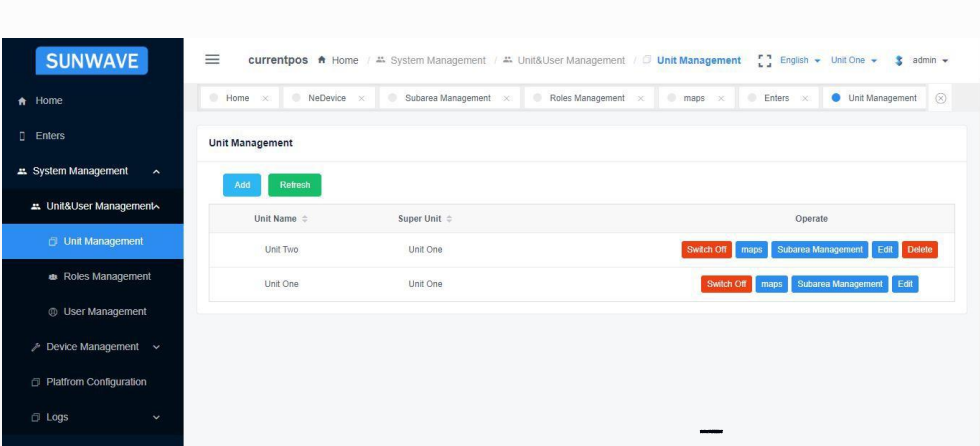 SUNWAVE
currentpos Home / System Management / Unit&User Management / Unit Management English Unit One admin
Home
Enters
System Management
Unit&User Management
Unit Management
Roles Management
User Management
Device Management
Platfrom Configuration
Logs
Home × NeDevice × Subarea Management × Roles Management × maps × Enters × Unit Management
Unit Management
Add Refresh
Unit Name Super Unit Operate
Unit Two Unit One Switch Off maps Subarea Management Edit Delete
Unit One Unit One Switch Off maps Subarea Management Edit